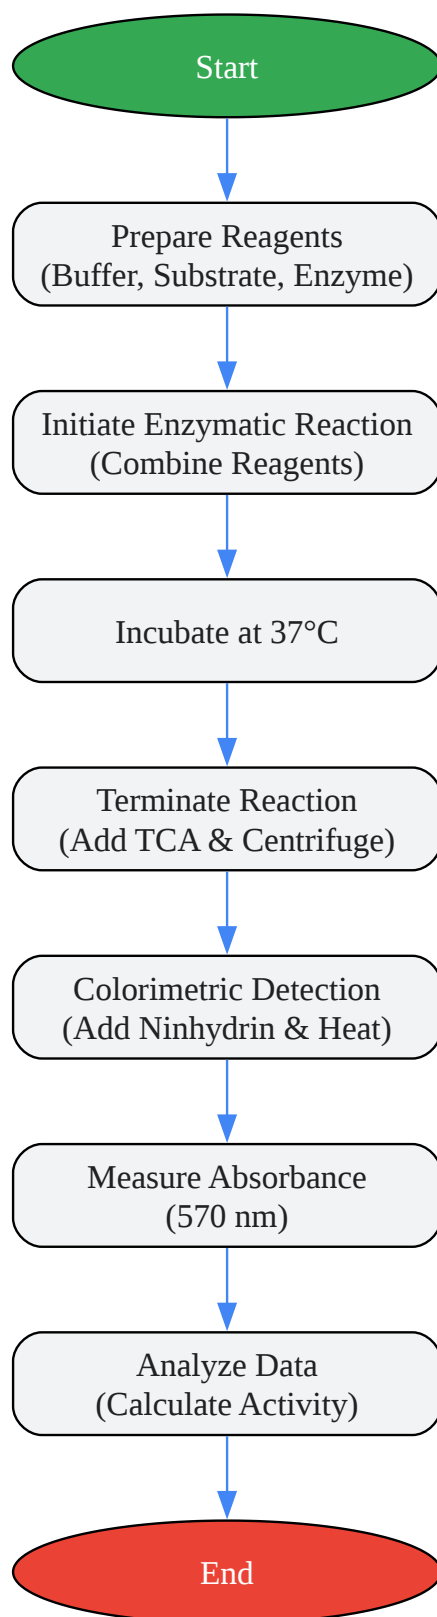 Start
Prepare Reagents
(Buffer, Substrate, Enzyme)
Initiate Enzymatic Reaction
(Combine Reagents)
Incubate at 37°C
Terminate Reaction
(Add TCA & Centrifuge)
Colorimetric Detection
(Add Ninhydrin & Heat)
Measure Absorbance
(570 nm)
Analyze Data
(Calculate Activity)
End